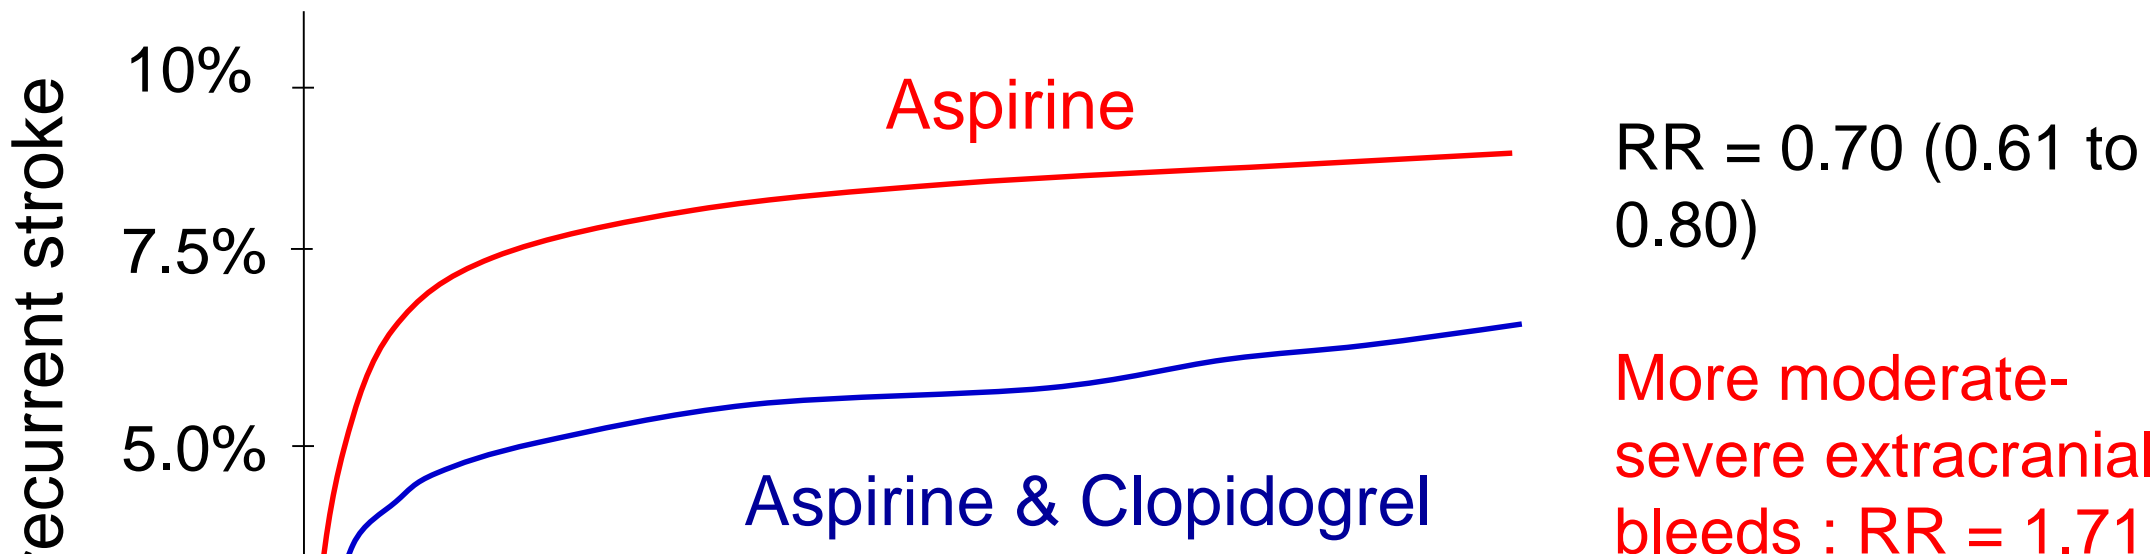 10%
7.5%
5.0%
recurrent stroke
Aspirine
Aspirine & Clopidogrel
RR = 0.70 (0.61 to
0.80)
More moderate-
severe extracranial
bleeds : RR = 1.71